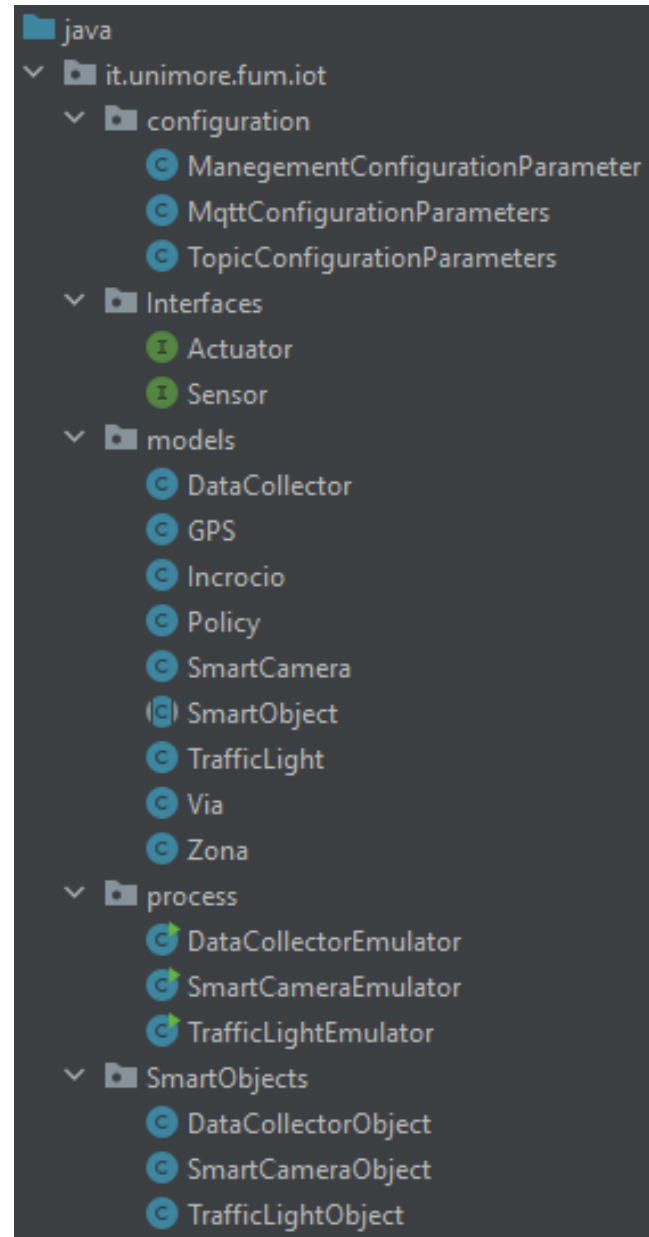 java
it.unimore.fum.iot
configuration
ManegementConfigurationParameter
MqttConfigurationParameters
TopicConfigurationParameters
Interfaces
Actuator
Sensor
models
DataCollector
GPS
Incrocio
Policy
SmartCamera
SmartObject
TrafficLight
Via
Zona
process
DataCollectorEmulator
SmartCameraEmulator
TrafficLightEmulator
SmartObjects
DataCollectorObject
SmartCameraObject
TrafficLightObject